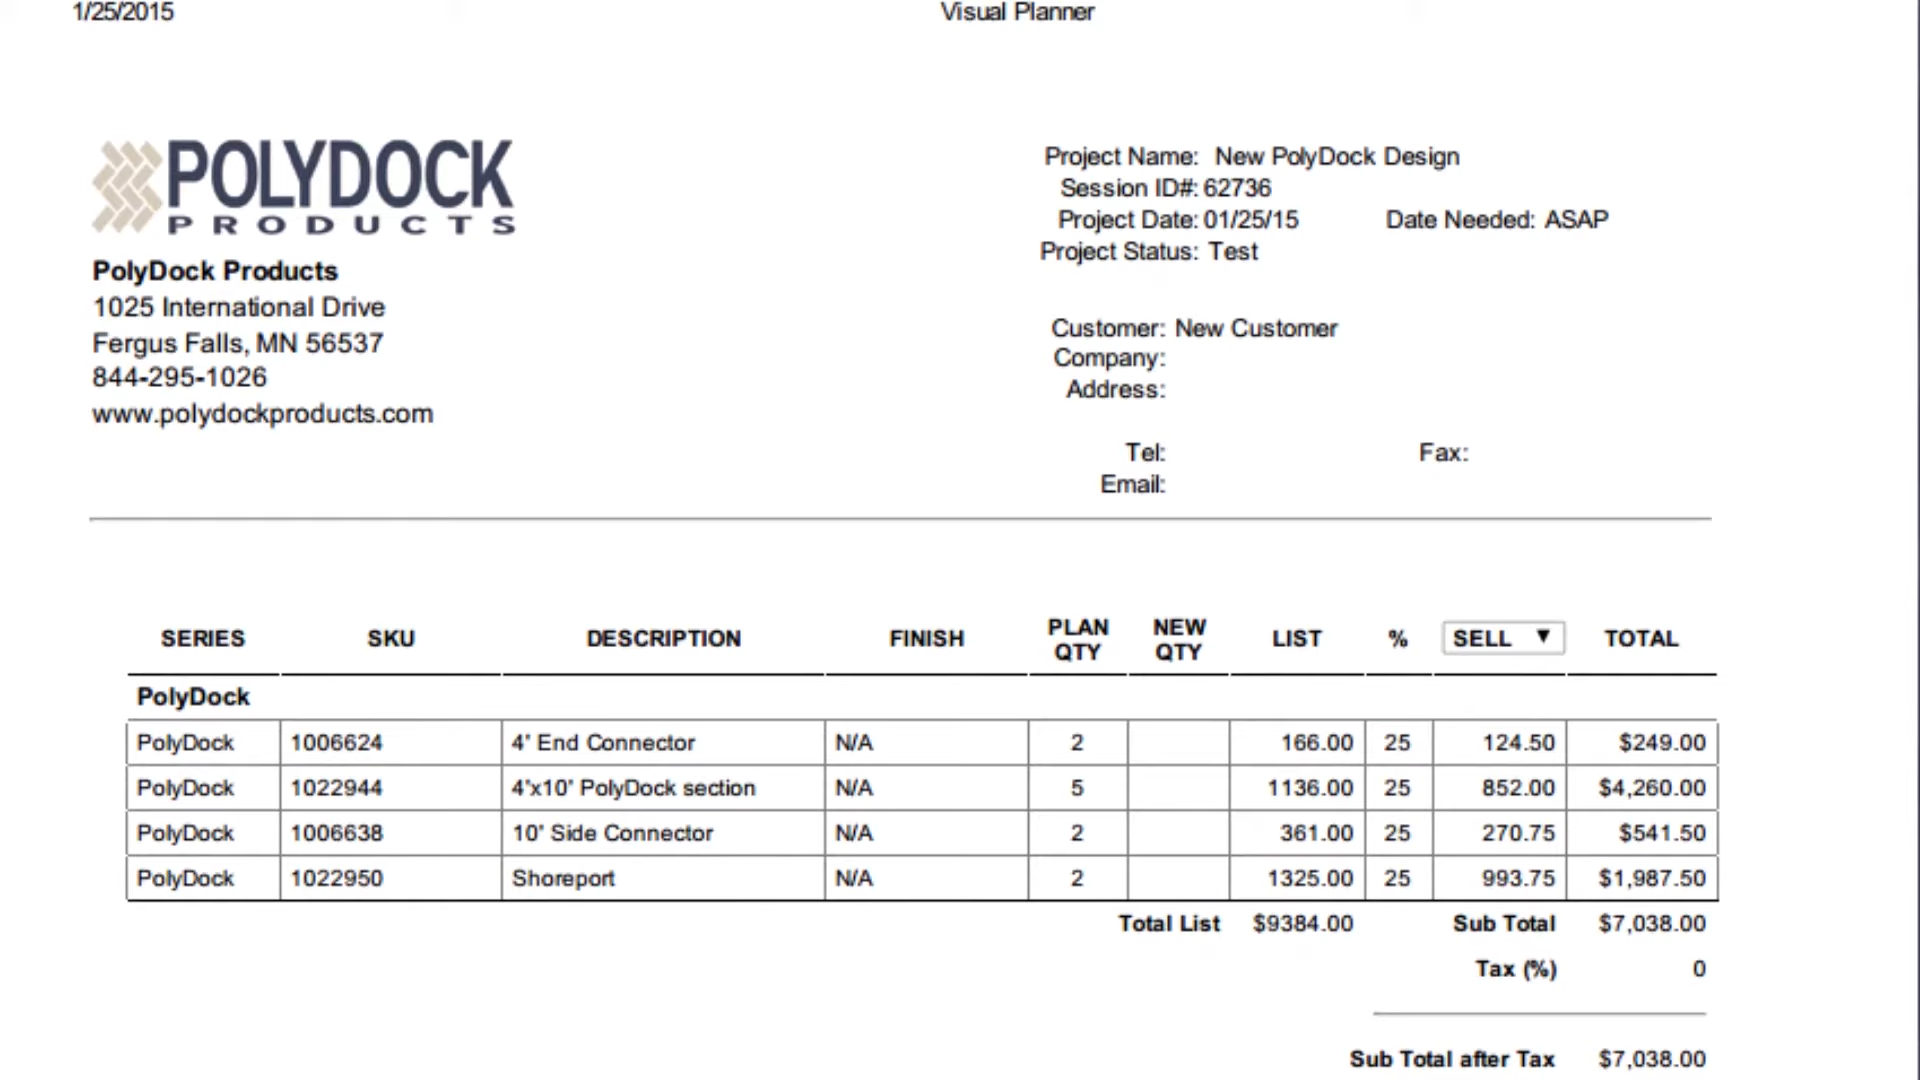 1/25/2015 Visual Planner
POLYDOCK
PRODUCTS
PolyDock Products
1025 International Drive
Fergus Falls, MN 56537
844-295-1026
www.polydockproducts.com
Project Name: New PolyDock Design
Session ID#: 62736
Project Date: 01/25/15 Date Needed: ASAP
Project Status: Test
Customer: New Customer
Company:
Address:
Tel: Fax:
Email:
SERIES SKU DESCRIPTION FINISH PLAN QTY NEW QTY LIST % SELL ▼ TOTAL
PolyDock
PolyDock 1006624 4' End Connector N/A 2 166.00 25 124.50 $249.00
PolyDock 1022944 4'x10' PolyDock section N/A 5 1136.00 25 852.00 $4,260.00
PolyDock 1006638 10' Side Connector N/A 2 361.00 25 270.75 $541.50
PolyDock 1022950 Shoreport N/A 2 1325.00 25 993.75 $1,987.50
Total List $9384.00 Sub Total $7,038.00
Tax (%) 0
Sub Total after Tax $7,038.00